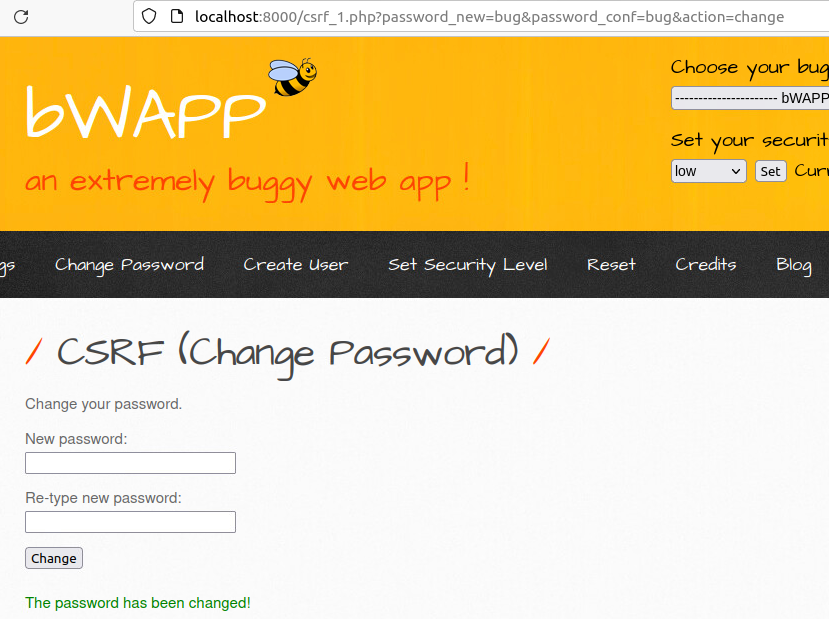 localhost:8000/csrf_1.php?password_new=bug&password_conf=bug&action=change
Choose your bug
bWAPP
---------------------- bWAPP
Set your securit
an extremely buggy web app !
low Set Curr
gs Change Password Create User Set Security Level Reset Credits Blog
/ CSRF (Change Password) /
Change your password.
New password:
Re-type new password:
Change
The password has been changed!